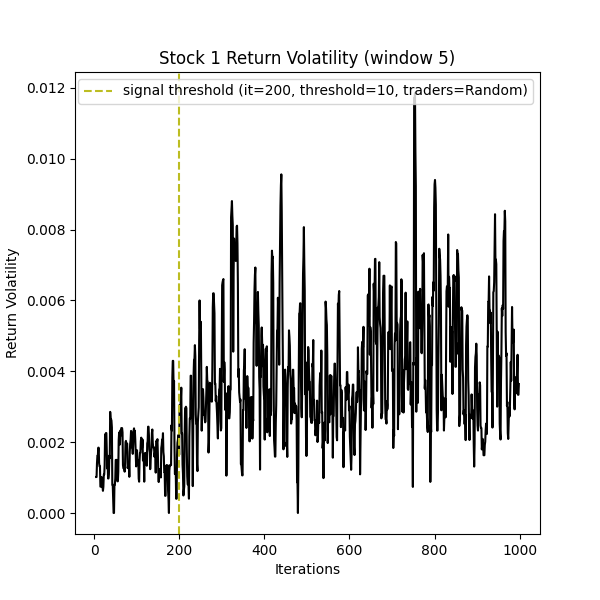 Stock 1 Return Volatility (window 5)
signal threshold (it=200, threshold=10, traders=Random)
0.012
0.010
0.008
0.006
0.004
0.002
0.000
Return Volatility
0 200 400 600 800 1000
Iterations